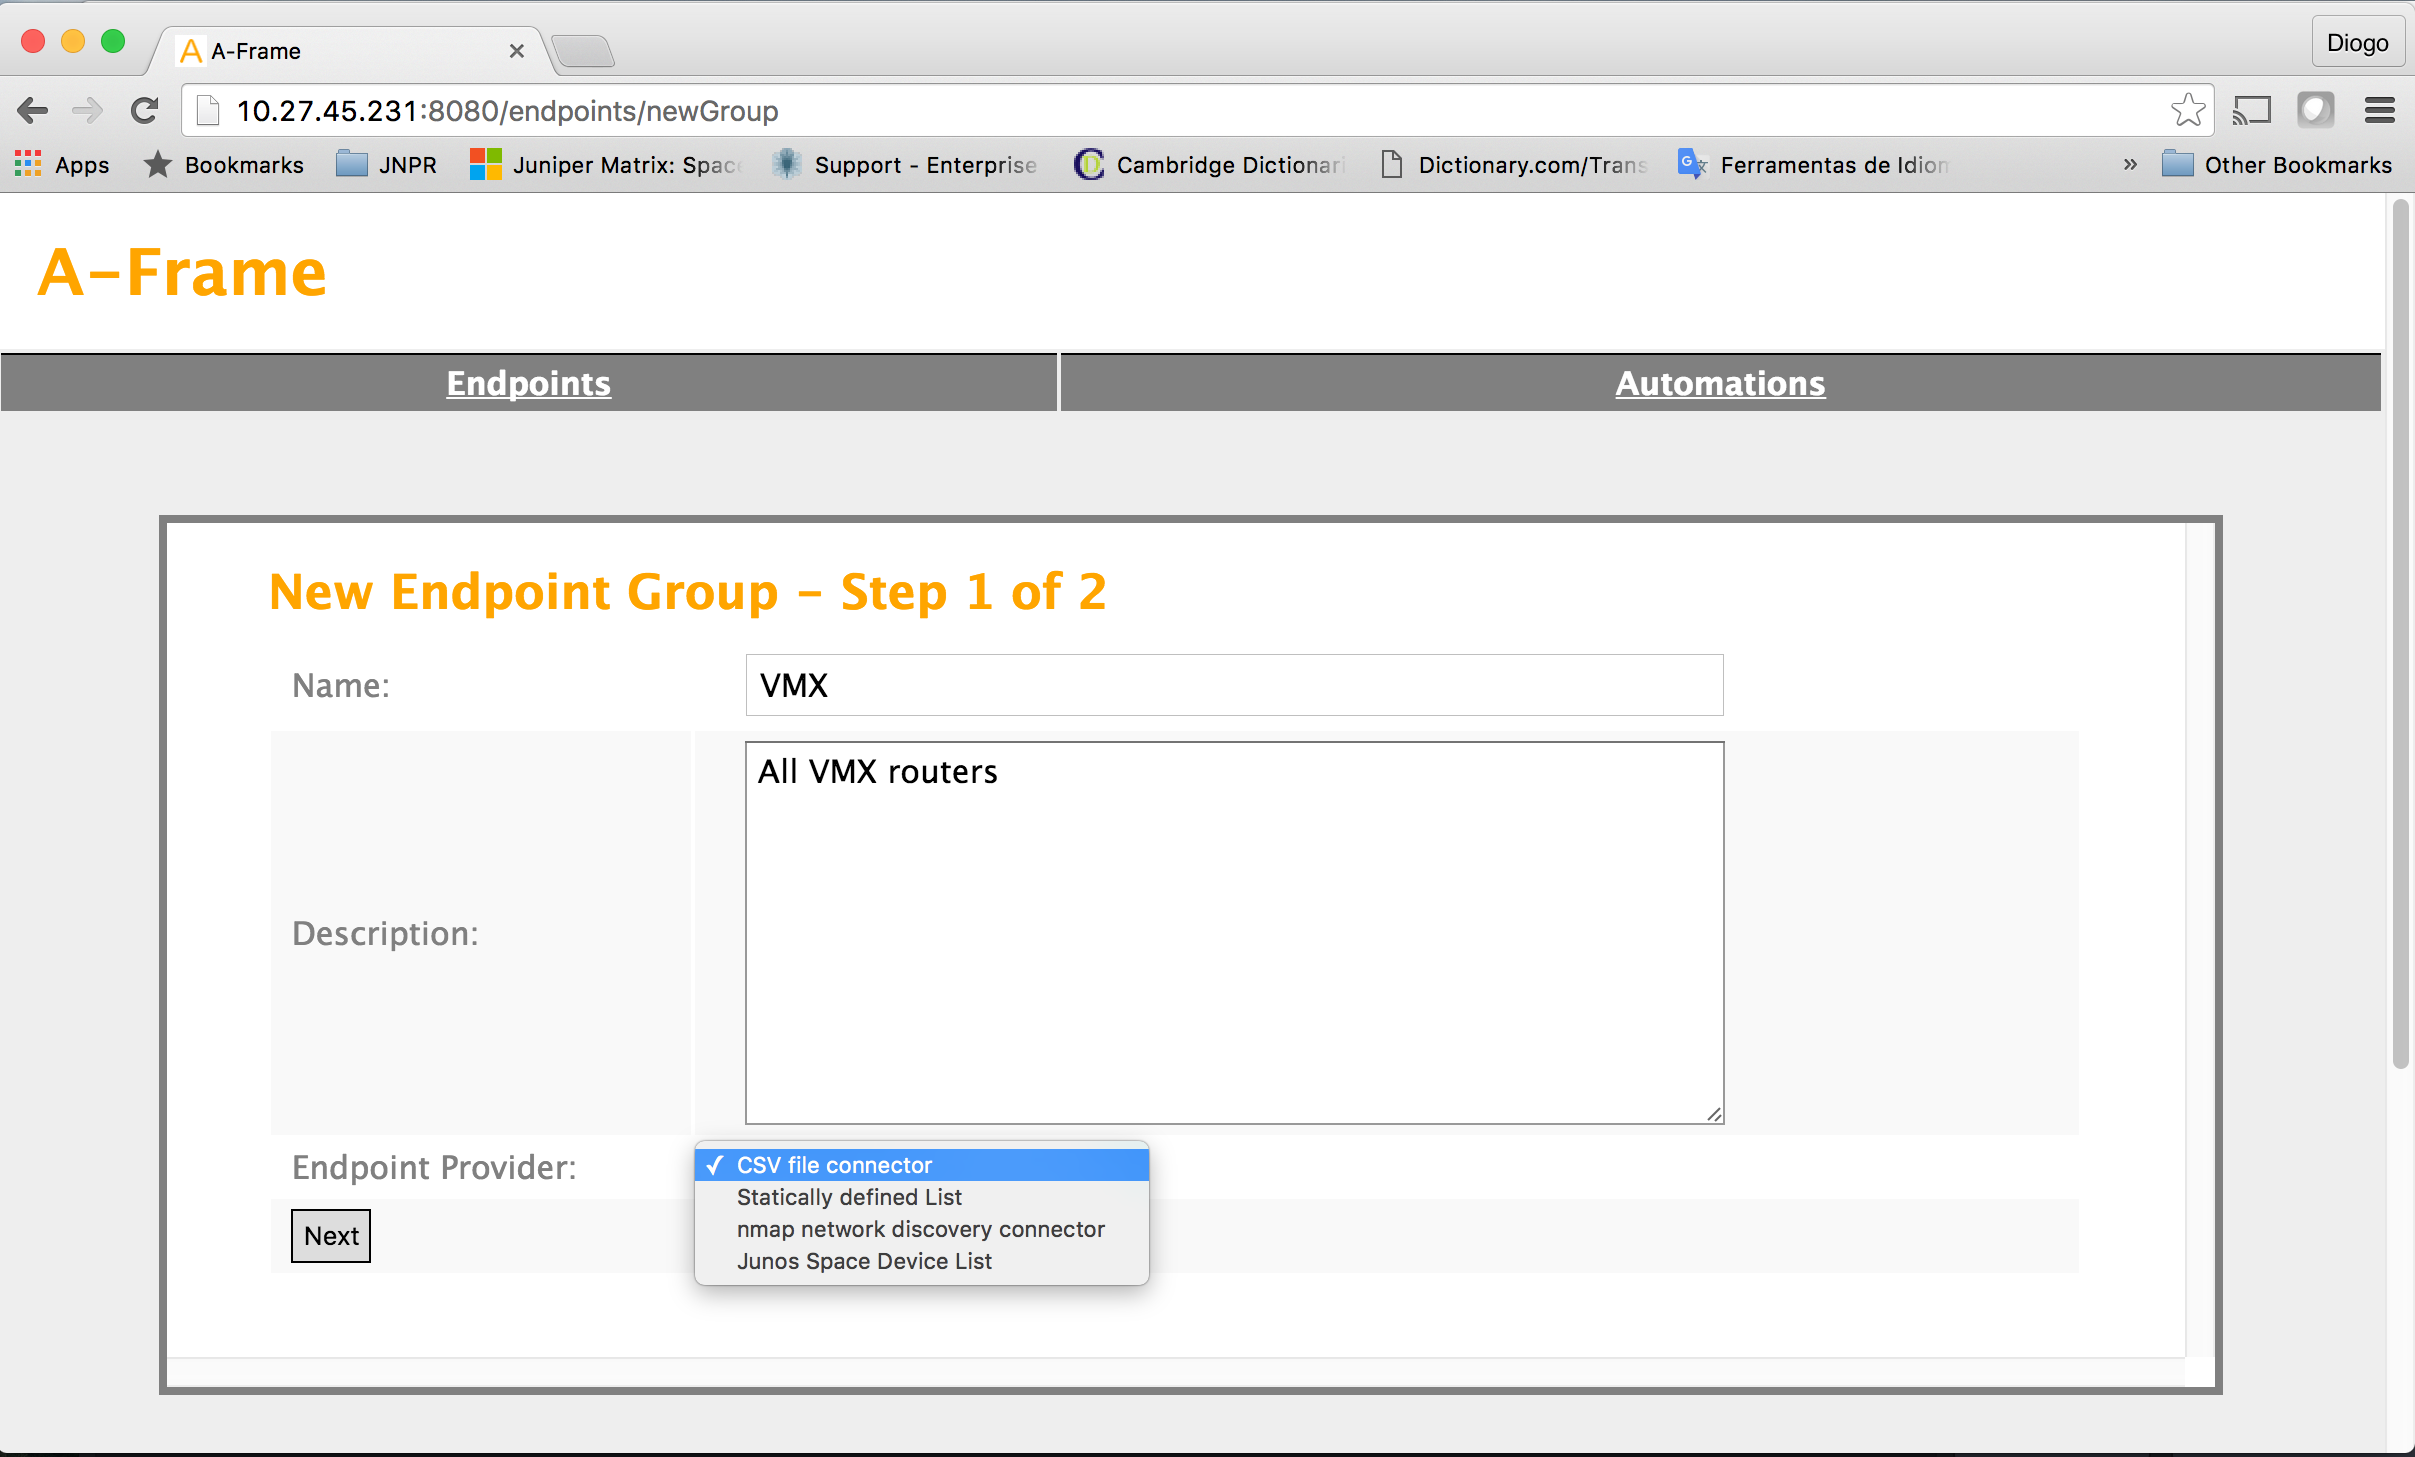 A-Frame
Diogo
10.27.45.231:8080/endpoints/newGroup
Apps Bookmarks JNPR Juniper Matrix: Space Support - Enterprise Cambridge Dictionari Dictionary.com/Trans Ferramentas de Idiom » Other Bookmarks
A-Frame
Endpoints Automations
New Endpoint Group - Step 1 of 2
Name: VMX
Description: All VMX routers
Endpoint Provider: ✓ CSV file connector
Statically defined List
nmap network discovery connector
Junos Space Device List
Next